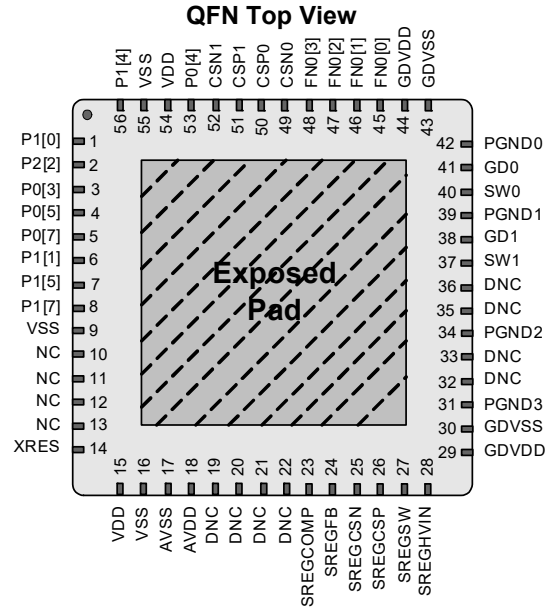 QFN Top View
P1[4]
VSS
VDD
P0[4]
CSN1
CSP1
CSP0
CSN0
FN0[3]
FN0[2]
FN0[1]
FN0[0]
GDVDD
GDVSS
56
55
54
53
52
51
50
49
48
47
46
45
44
43
P1[0] 1
P2[2] 2
P0[3] 3
P0[5] 4
P0[7] 5
P1[1] 6
P1[5] 7
P1[7] 8
VSS 9
NC 10
NC 11
NC 12
NC 13
XRES 14
Exposed
Pad
42 PGND0
41 GD0
40 SW0
39 PGND1
38 GD1
37 SW1
36 DNC
35 DNC
34 PGND2
33 DNC
32 DNC
31 PGND3
30 GDVSS
29 GDVDD
15
16
17
18
19
20
21
22
23
24
25
26
27
28
VDD
VSS
AVSS
AVDD
DNC
DNC
DNC
DNC
SREGCOMP
SREGFB
SREGCSN
SREGCSP
SREGSW
SREGHVIN